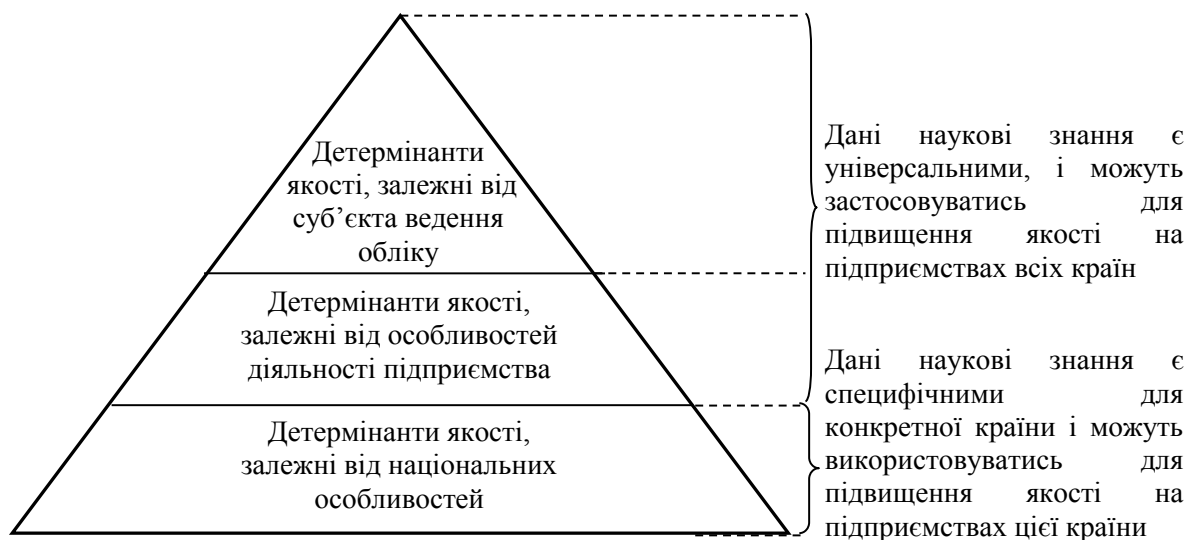 Детермінанти
якості, залежні від
суб’єкта ведення
обліку
Детермінанти якості,
залежні від особливостей
діяльності підприємства
Детермінанти якості,
залежні від національних
особливостей
Дані наукові знання є
універсальними, і можуть
застосовуватись для
підвищення якості на
підприємствах всіх країн
Дані наукові знання є
специфічними для
конкретної країни і можуть
використовуватись для
підвищення якості на
підприємствах цієї країни